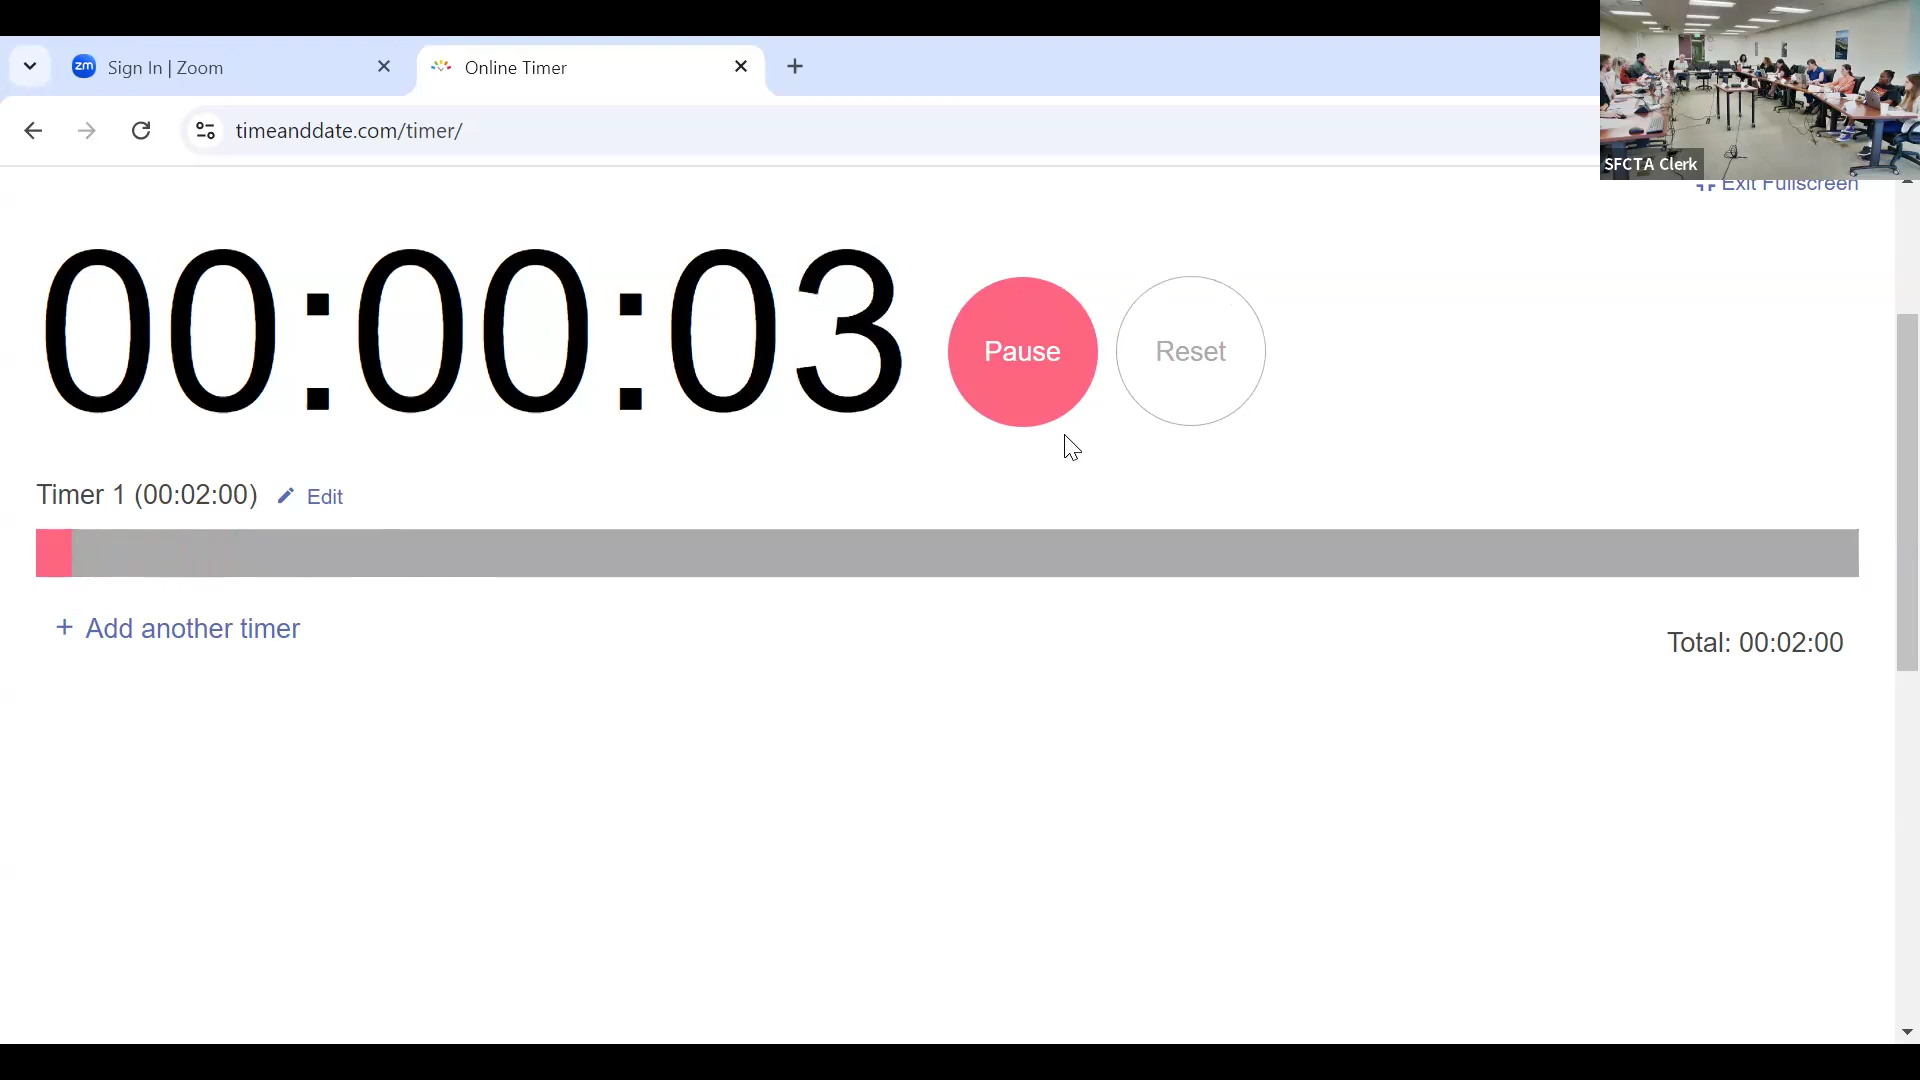 zm Sign In | Zoom
Online Timer
timeanddate.com/timer/
SFCTA Clerk
Exit Fullscreen
00:00:03
Pause
Reset
Timer 1 (00:02:00) Edit
+ Add another timer
Total: 00:02:00